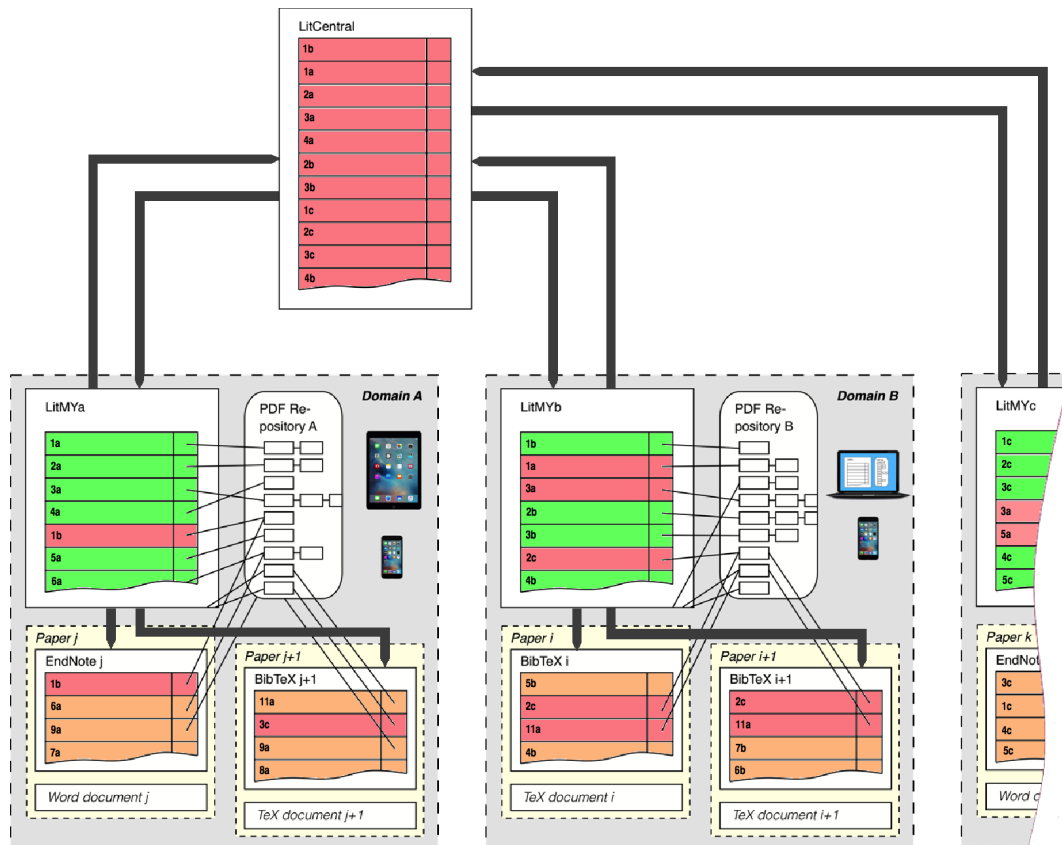 LitCentral
1b
1a
2a
3a
4a
2b
3b
1c
2c
3c
4b
Domain A
LitMYa
1a
2a
3a
4a
1b
5a
6a
PDF Re-
pository A
Paper j
EndNote j
1b
6a
9a
7a
Word document j
Paper j+1
BibTeX j+1
11a
3c
9a
8a
TeX document j+1
Domain B
LitMYb
1b
1a
3a
2b
3b
2c
4b
PDF Re-
pository B
Paper i
BibTeX i
5b
2c
11a
4b
TeX document i
Paper i+1
BibTeX i+1
2c
11a
7b
6b
TeX document i+1
LitMYc
1c
2c
3c
3a
5a
4c
5c
Paper k
EndNote
3c
1c
4c
5c
Word